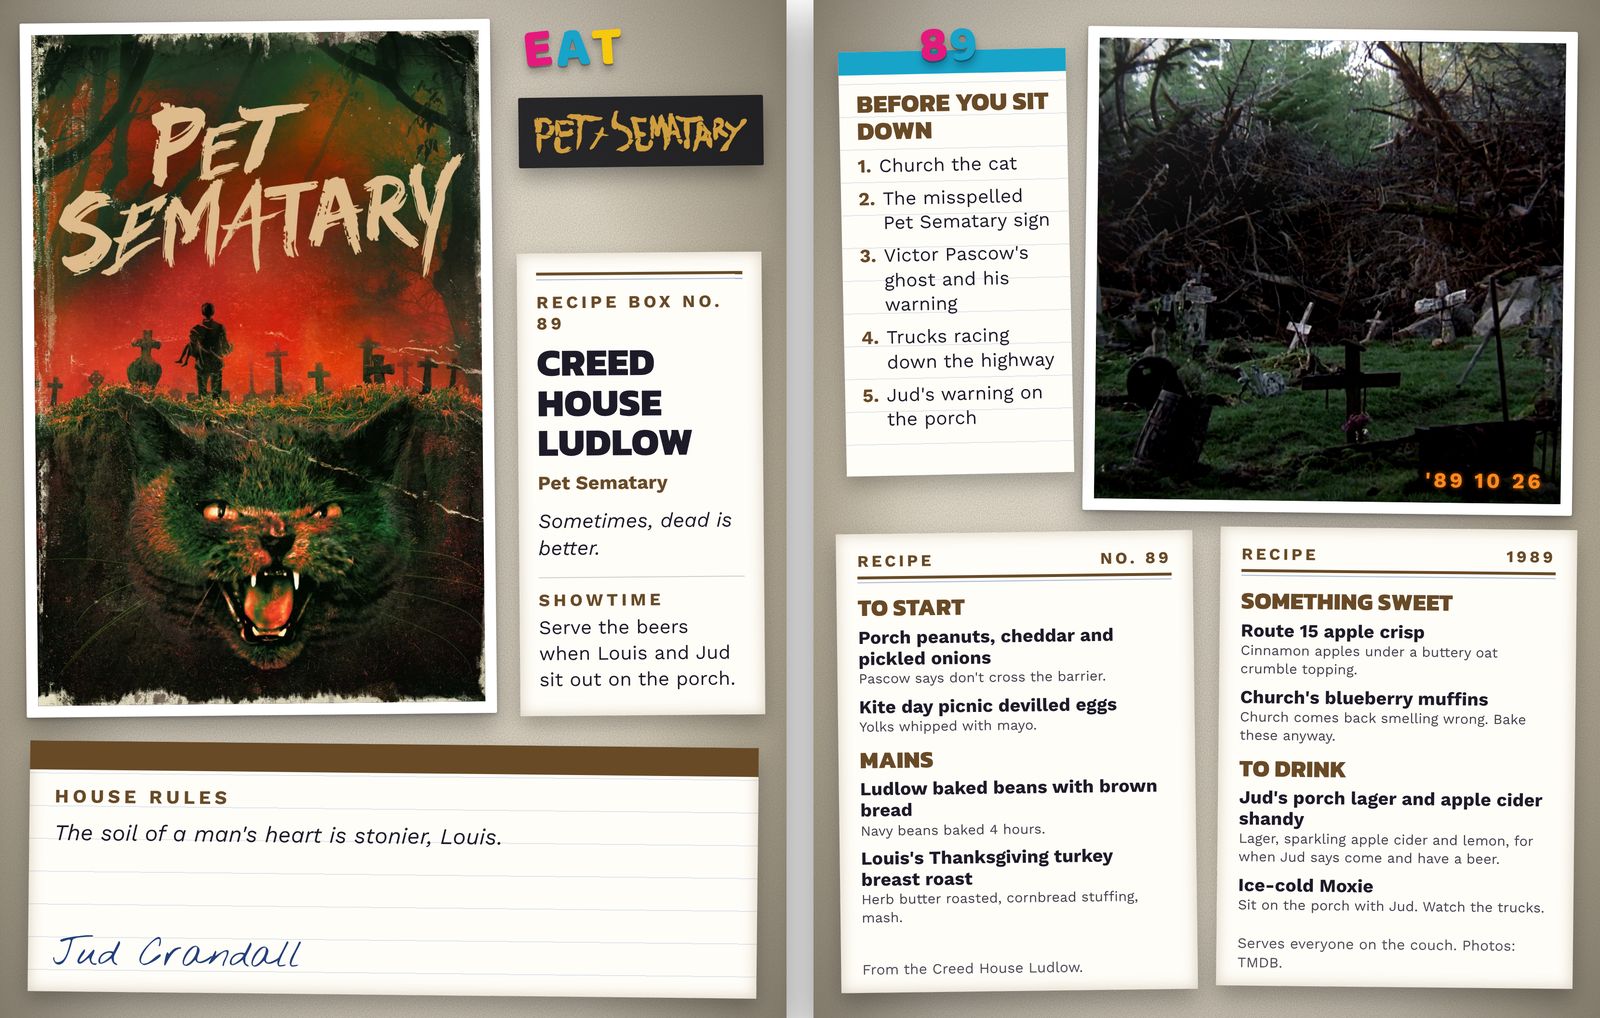 PET
SEMATARY
EAT
PET SEMATARY
RECIPE BOX NO.
89
CREED
HOUSE
LUDLOW
Pet Sematary
Sometimes, dead is
better.
SHOWTIME
Serve the beers
when Louis and Jud
sit out on the porch.
HOUSE RULES
The soil of a man's heart is stonier, Louis.
Jud Crandall
89
BEFORE YOU SIT
DOWN
1. Church the cat
2. The misspelled
Pet Sematary sign
3. Victor Pascow's
ghost and his
warning
4. Trucks racing
down the highway
5. Jud's warning on
the porch
'89 10 26
RECIPE NO. 89
TO START
Porch peanuts, cheddar and
pickled onions
Pascow says don't cross the barrier.
Kite day picnic devilled eggs
Yolks whipped with mayo.
MAINS
Ludlow baked beans with brown
bread
Navy beans baked 4 hours.
Louis's Thanksgiving turkey
breast roast
Herb butter roasted, cornbread stuffing,
mash.
From the Creed House Ludlow.
RECIPE 1989
SOMETHING SWEET
Route 15 apple crisp
Cinnamon apples under a buttery oat
crumble topping.
Church's blueberry muffins
Church comes back smelling wrong. Bake
these anyway.
TO DRINK
Jud's porch lager and apple cider
shandy
Lager, sparkling apple cider and lemon, for
when Jud says come and have a beer.
Ice-cold Moxie
Sit on the porch with Jud. Watch the trucks.
Serves everyone on the couch. Photos:
TMDB.